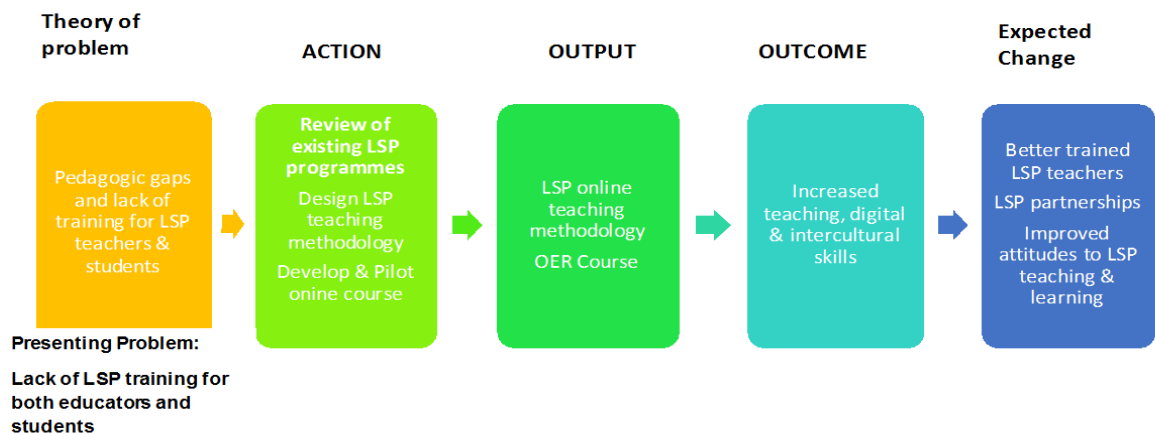 Theory of
problem
ACTION
OUTPUT
OUTCOME
Expected
Change
Pedagogic gaps
and lack of
training for LSP
teachers &
students
Review of
existing LSP
programmes
Design LSP
teaching
methodology
Develop & Pilot
onine course
LSP online
teaching
methodology
OER Course
Increased
teaching, digital
& intercultural
skills
Better trained
LSP teachers
LSP partnerships
Improved
attitudes to LSP
teaching &
learning
Presenting Problem:
Lack of LSP training for
both educators and
students